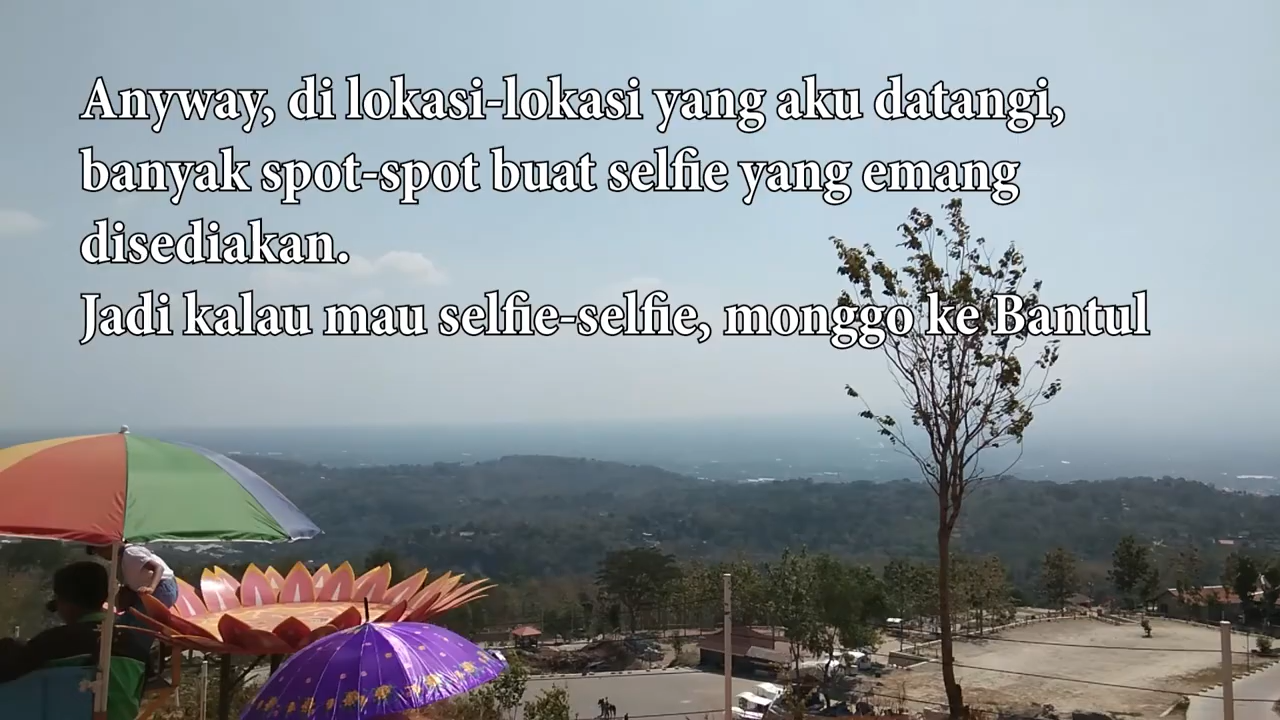 Anyway, di lokasi-lokasi yang aku datangi,
banyak spot-spot buat selfie yang emang
disediakan.
Jadi kalau mau selfie-selfie, monggo ke Bantul